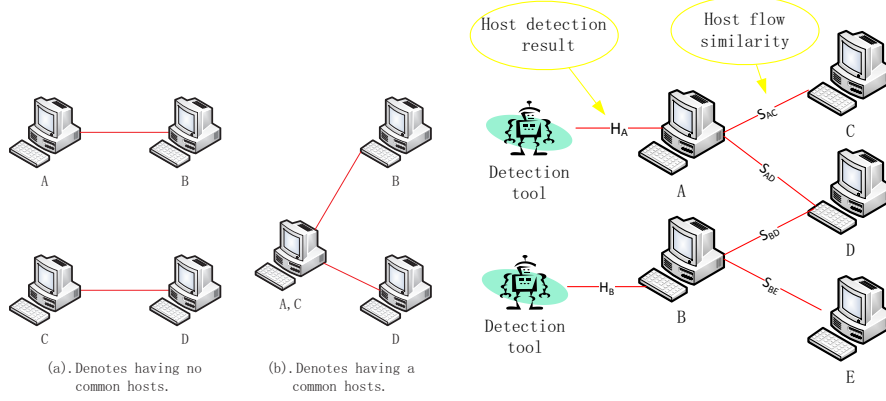 A
B
C
D
(a).Denotes having no
common hosts.
B
A,C
D
(b).Denotes having a
common hosts.
Host detection
result
Host flow
similarity
Detection
tool
H_A
A
S_AC
C
S_AD
D
Detection
tool
H_B
B
S_BD
S_BE
E